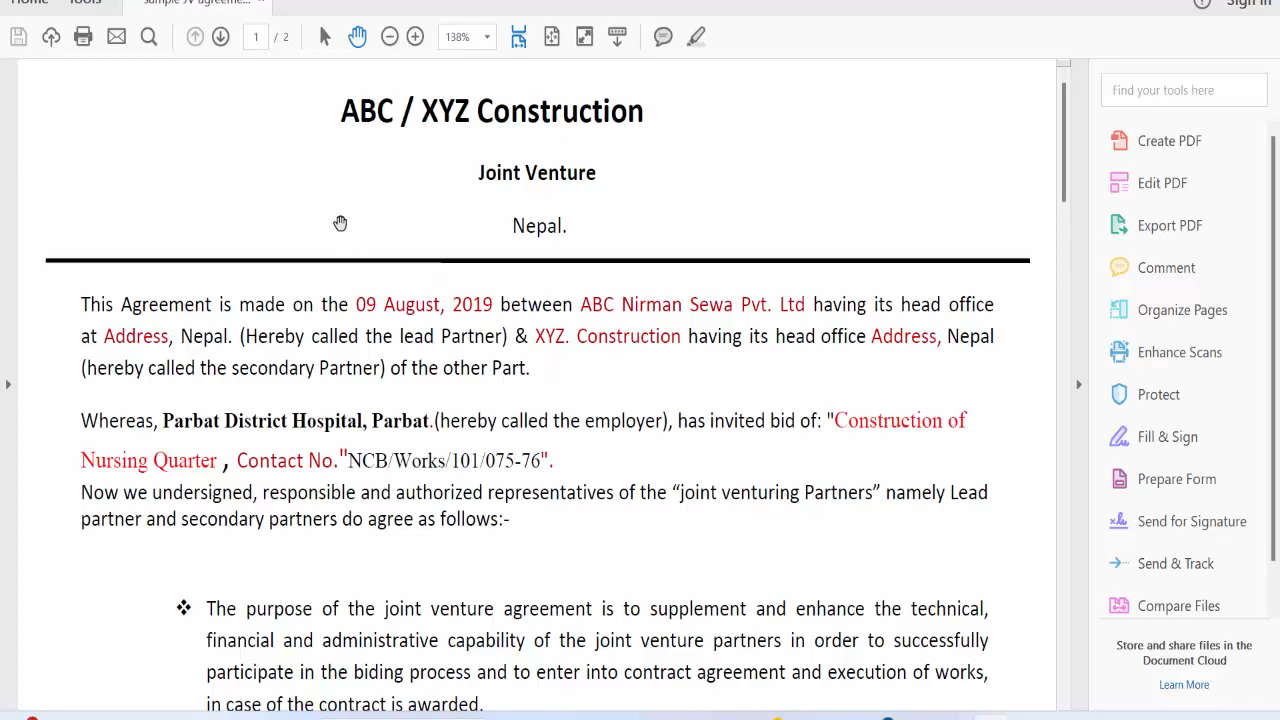 Home Tools sample JV agreeme...
Sign In
1 / 2 138%
Find your tools here
ABC / XYZ Construction
Joint Venture
Nepal.
This Agreement is made on the 09 August, 2019 between ABC Nirman Sewa Pvt. Ltd having its head office
at Address, Nepal. (Hereby called the lead Partner) & XYZ. Construction having its head office Address, Nepal
(hereby called the secondary Partner) of the other Part.
Whereas, Parbat District Hospital, Parbat.(hereby called the employer), has invited bid of: "Construction of
Nursing Quarter , Contact No."NCB/Works/101/075-76".
Now we undersigned, responsible and authorized representatives of the “joint venturing Partners” namely Lead
partner and secondary partners do agree as follows:-
❖ The purpose of the joint venture agreement is to supplement and enhance the technical,
financial and administrative capability of the joint venture partners in order to successfully
participate in the biding process and to enter into contract agreement and execution of works,
in case of the contract is awarded.
Create PDF
Edit PDF
Export PDF
Comment
Organize Pages
Enhance Scans
Protect
Fill & Sign
Prepare Form
Send for Signature
Send & Track
Compare Files
Store and share files in the
Document Cloud
Learn More